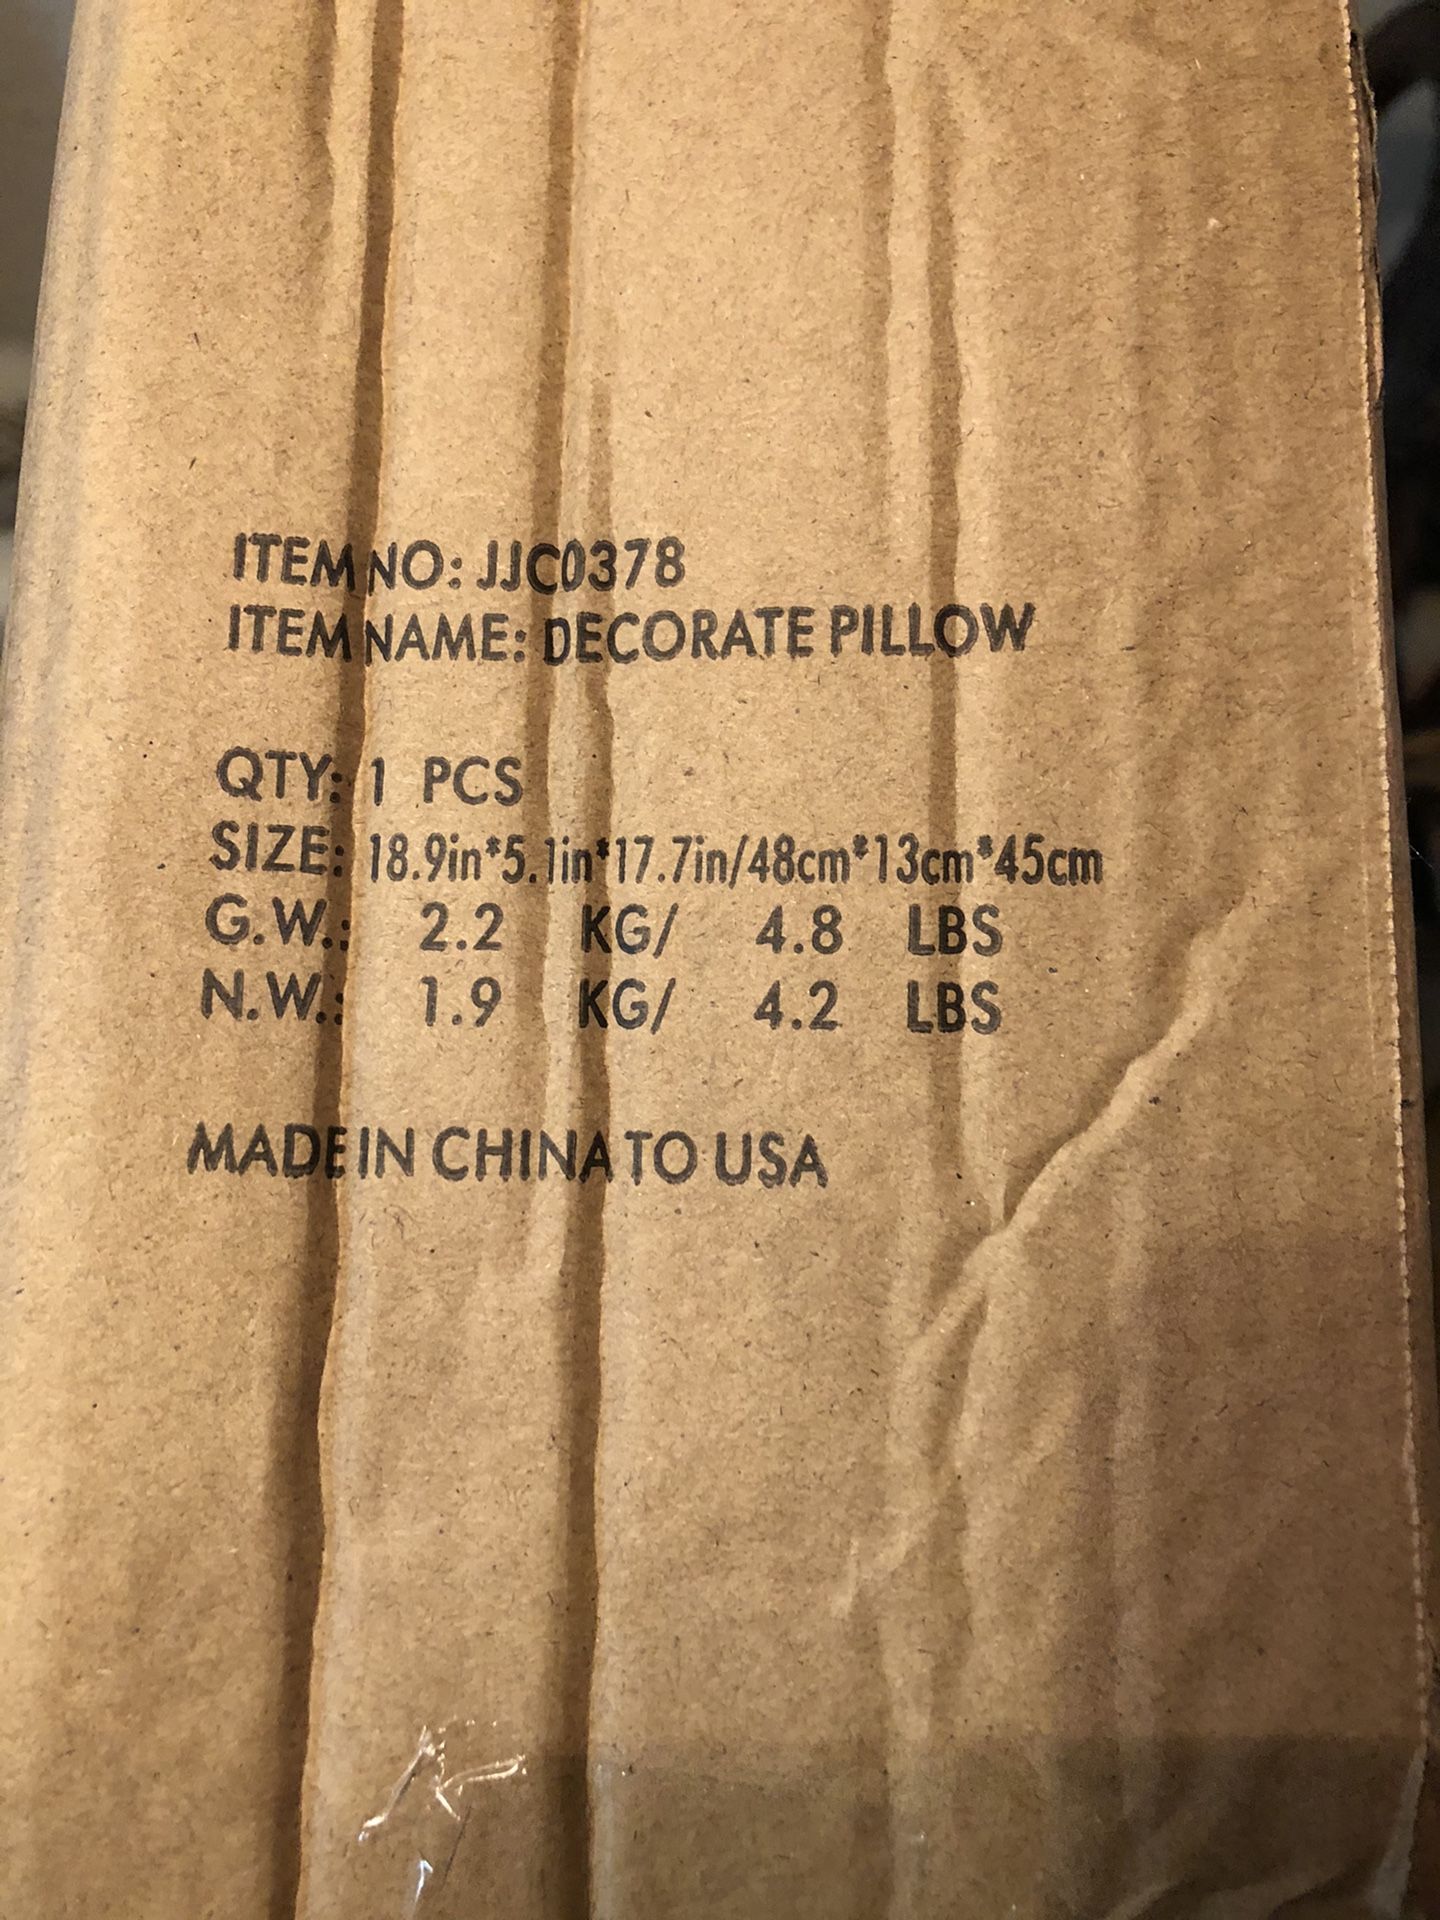 ITEM NO: JJC0378
ITEM NAME: DECORATE PILLOW
QTY: 1 PCS
SIZE: 18.9in*5.1in*17.7in/48cm*13cm*45cm
G.W.: 2.2 KG/ 4.8 LBS
N.W.: 1.9 KG/ 4.2 LBS
MADE IN CHINA TO USA